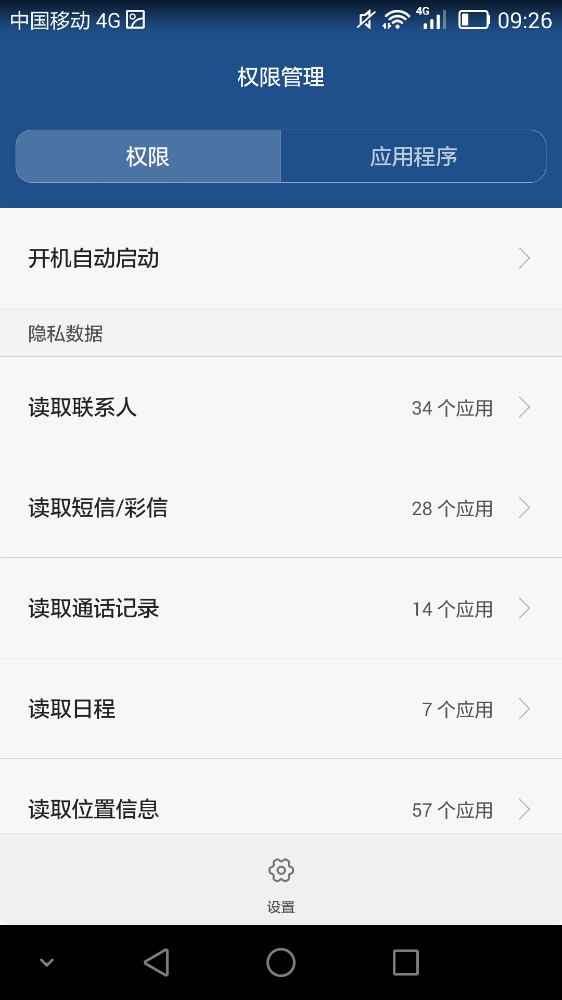 中国移动 4G 4G 09:26
权限管理
权限 应用程序
开机自动启动
隐私数据
读取联系人 34 个应用
读取短信/彩信 28 个应用
读取通话记录 14 个应用
读取日程 7 个应用
读取位置信息 57 个应用
设置